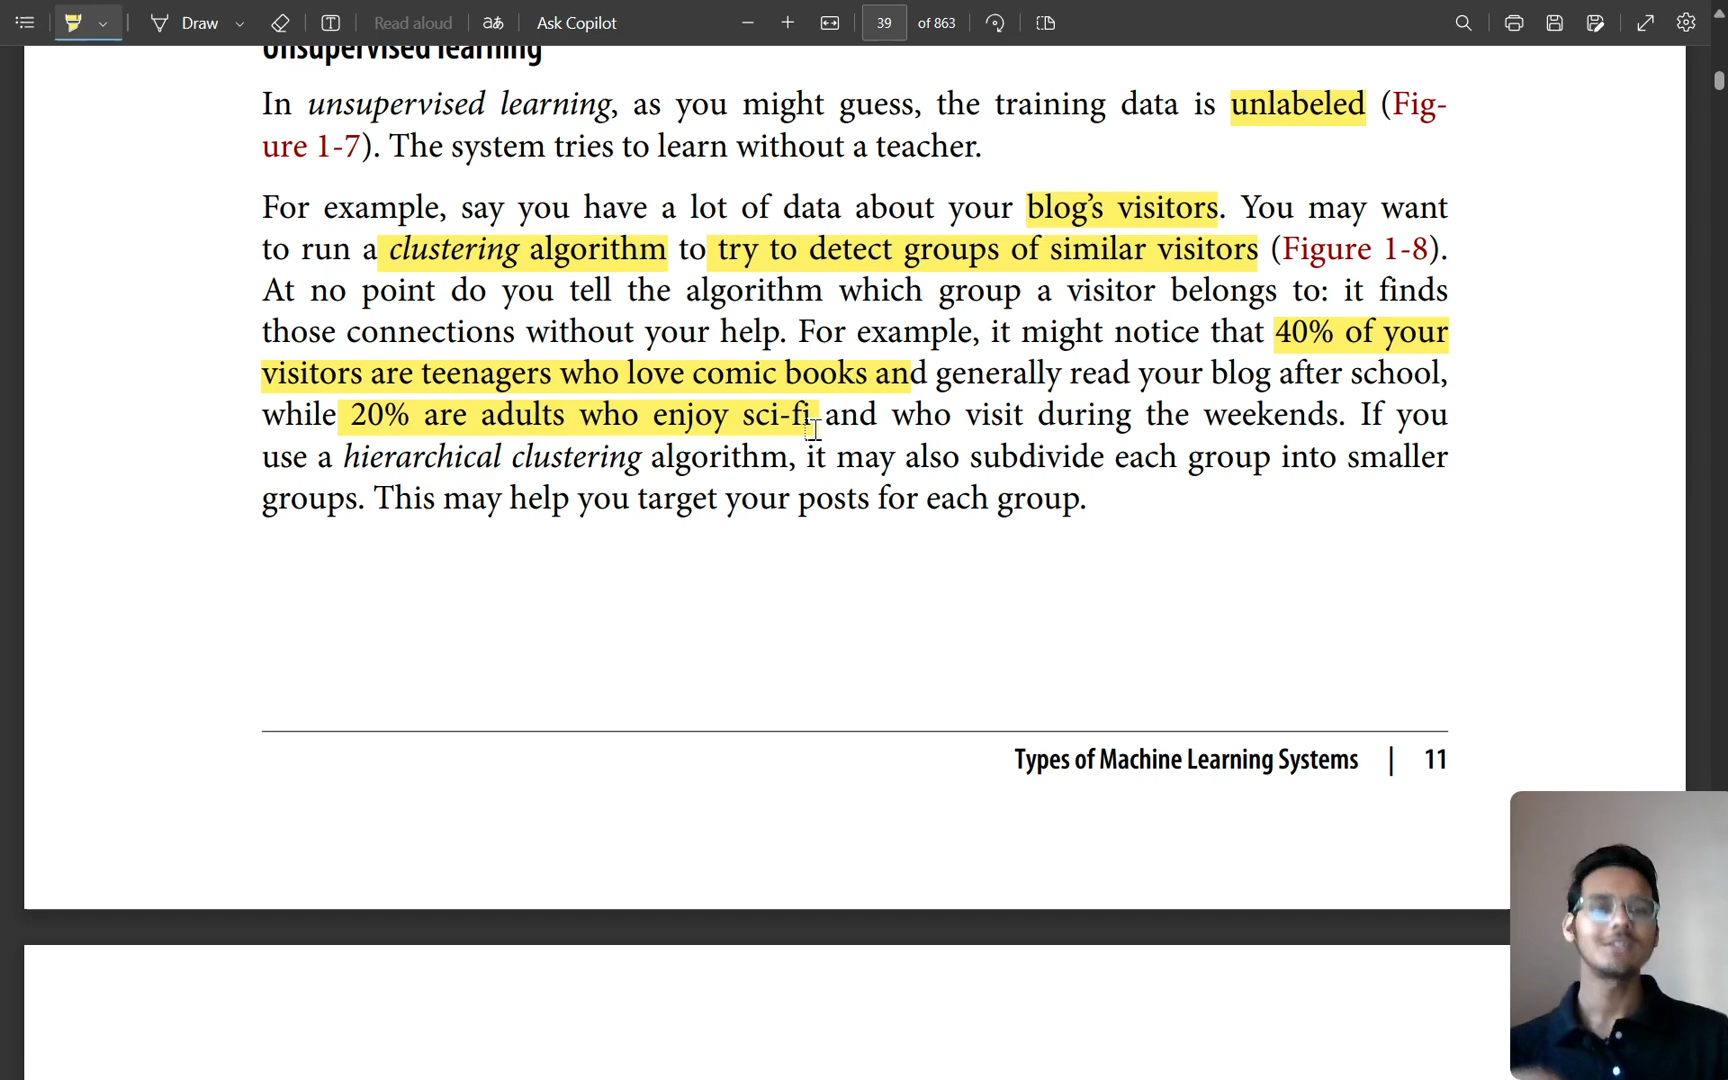 Draw
Read aloud
aあ
Ask Copilot
39
of 863
Unsupervised learning
In unsupervised learning, as you might guess, the training data is unlabeled (Fig-
ure 1-7). The system tries to learn without a teacher.
For example, say you have a lot of data about your blog’s visitors. You may want
to run a clustering algorithm to try to detect groups of similar visitors (Figure 1-8).
At no point do you tell the algorithm which group a visitor belongs to: it finds
those connections without your help. For example, it might notice that 40% of your
visitors are teenagers who love comic books and generally read your blog after school,
while 20% are adults who enjoy sci-fi and who visit during the weekends. If you
use a hierarchical clustering algorithm, it may also subdivide each group into smaller
groups. This may help you target your posts for each group.
Types of Machine Learning Systems | 11